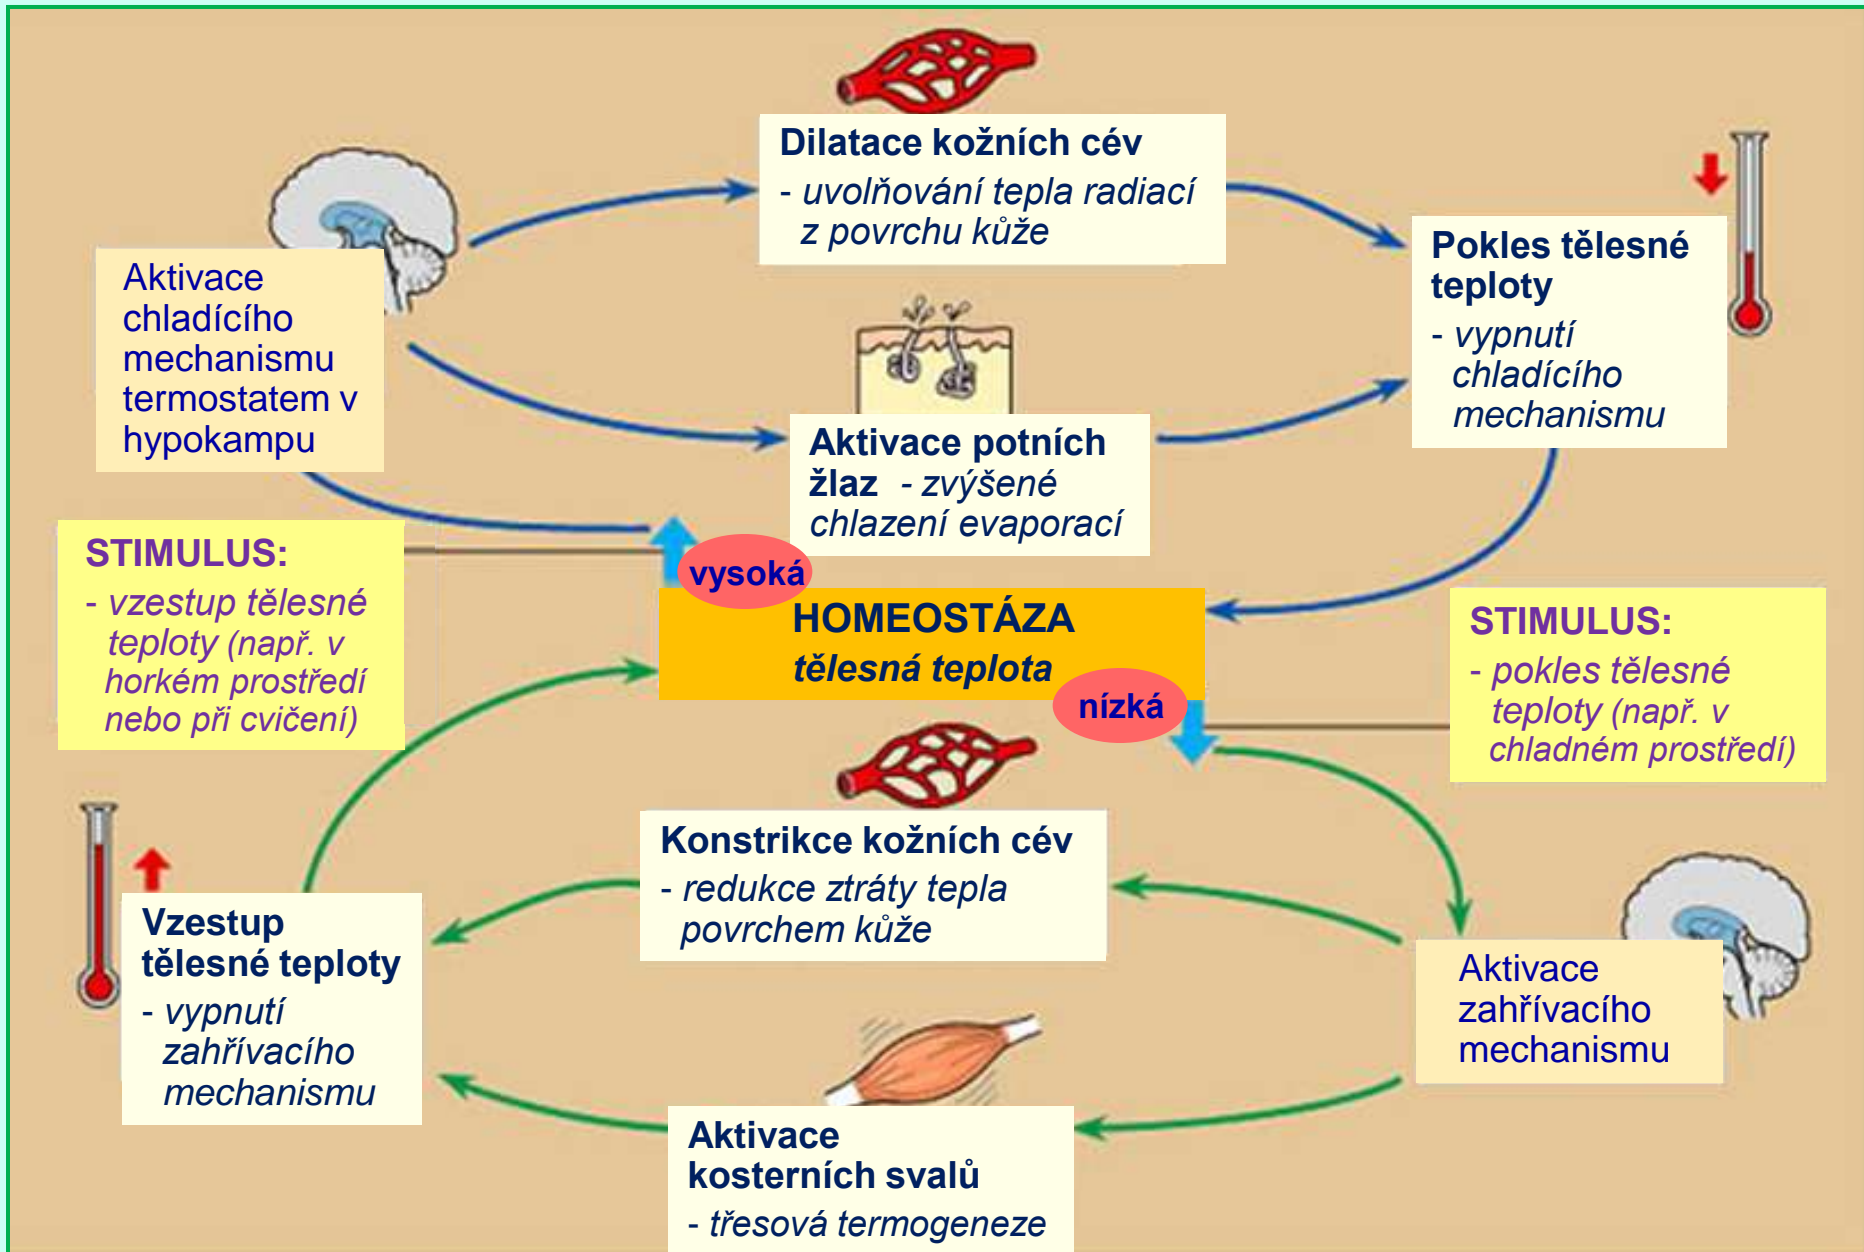 Dilatace kožních cév
- uvolňování tepla radiací
z povrchu kůže
Aktivace
chladícího
mechanismu
termostatem v
hypokampu
Pokles tělesné
teploty
- vypnutí
chladícího
mechanismu
Aktivace potních
žlaz - zvýšené
chlazení evaporací
STIMULUS:
- vzestup tělesné
teploty (např. v
horkém prostředí
nebo při cvičení)
vysoká
HOMEOSTÁZA
tělesná teplota
nízká
STIMULUS:
- pokles tělesné
teploty (např. v
chladném prostředí)
Konstrikce kožních cév
- redukce ztráty tepla
povrchem kůže
Vzestup
tělesné teploty
- vypnutí
zahřívacího
mechanismu
Aktivace
zahřívacího
mechanismu
Aktivace
kosterních svalů
- třesová termogeneze